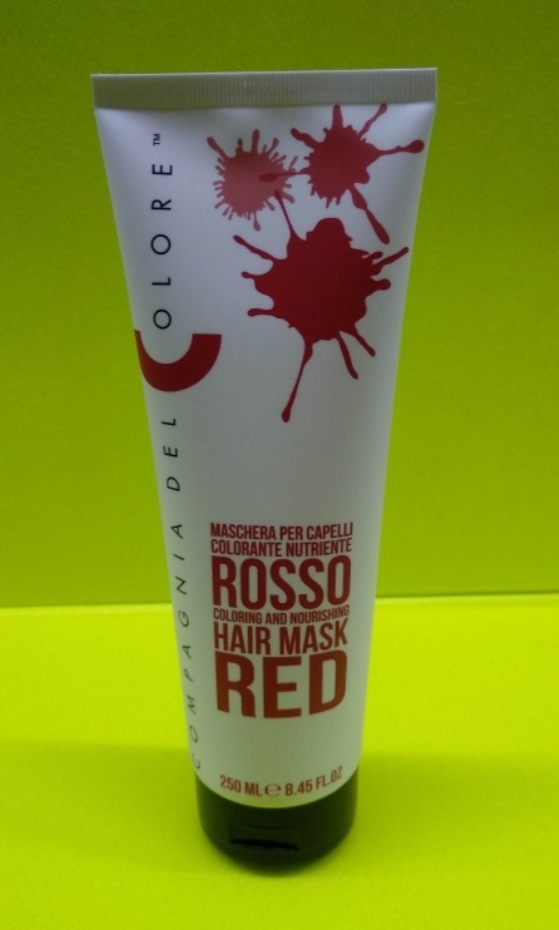 COMPAGNIA DEL COLORE™
MASCHERA PER CAPELLI
COLORANTE NUTRIENTE
ROSSO
COLORING AND NOURISHING
HAIR MASK
RED
250 ML ℮ 8.45 FL.OZ